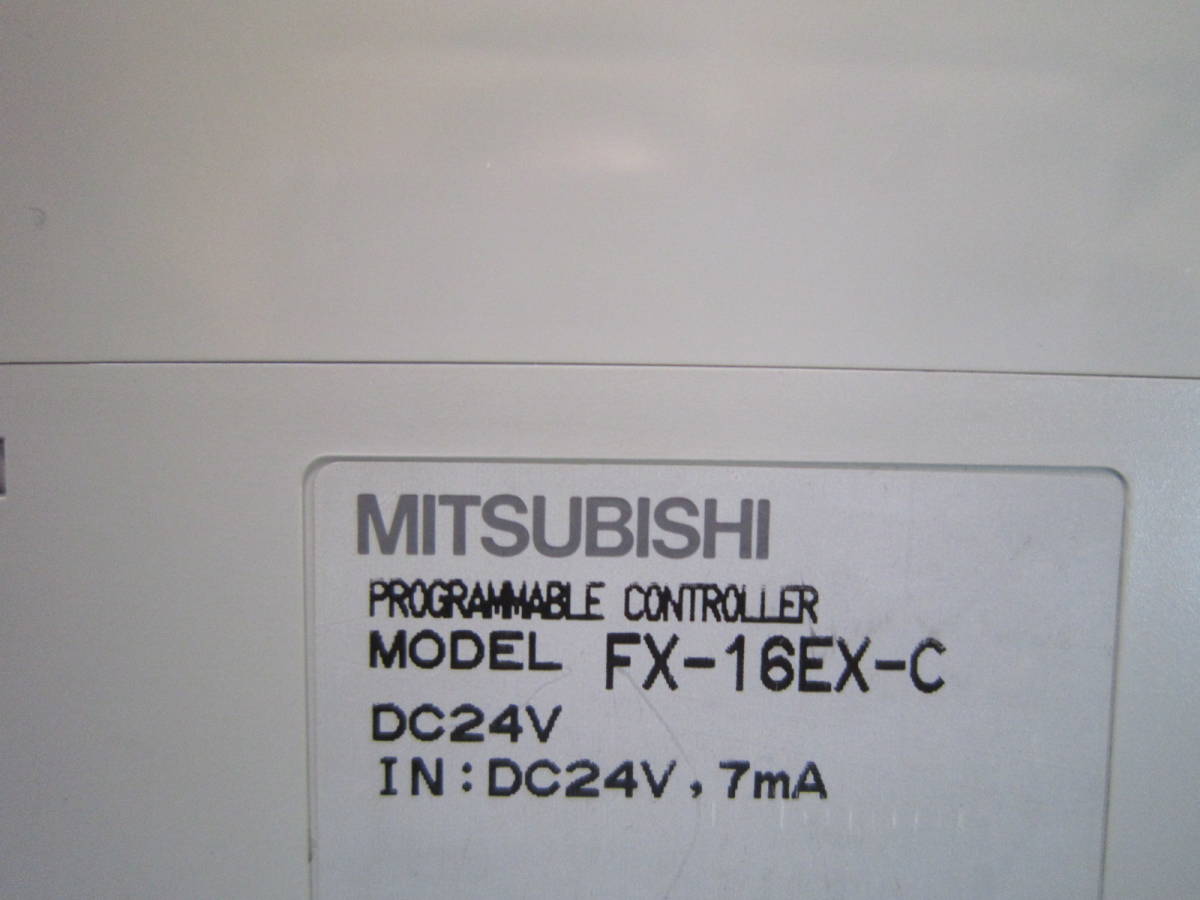 MITSUBISHI
PROGRAMMABLE CONTROLLER
MODEL FX-16EX-C
DC24V
IN:DC24V,7mA